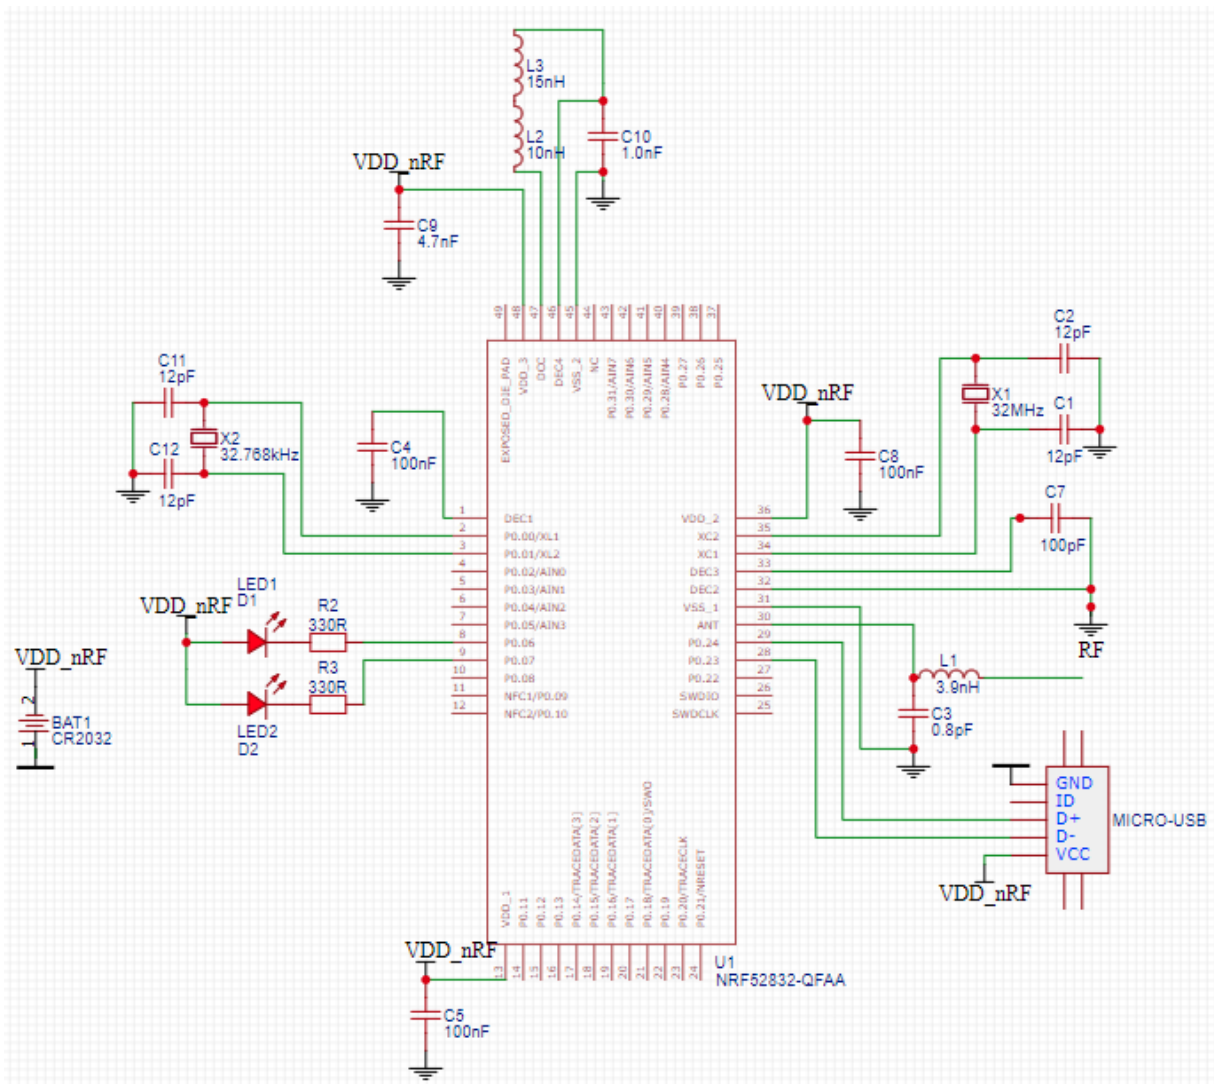 L3
15nH
L2
10nH
C10
1.0nF
VDD_nRF
C9
4.7nF
49
48
47
46
45
44
43
42
41
40
39
38
37
EXPOSED_DIE_PAD
VDD_3
DCC
DEC4
VSS_2
NC
P0.31/AIN7
P0.30/AIN6
P0.29/AIN5
P0.28/AIN4
P0.27
P0.26
P0.25
C11
12pF
X2
32.768kHz
C12
12pF
C4
100nF
VDD_nRF
C8
100nF
C2
12pF
X1
32MHz
C1
12pF
C7
100pF
RF
1 DEC1
2 P0.00/XL1
3 P0.01/XL2
4 P0.02/AIN0
5 P0.03/AIN1
6 P0.04/AIN2
7 P0.05/AIN3
8 P0.06
9 P0.07
10 P0.08
11 NFC1/P0.09
12 NFC2/P0.10
VDD_2 36
XC2 35
XC1 34
DEC3 33
DEC2 32
VSS_1 31
ANT 30
P0.24 29
P0.23 28
P0.22 27
SWDIO 26
SWDCLK 25
LED1
D1
VDD_nRF
R2
330R
R3
330R
LED2
D2
VDD_nRF
2
BAT1
CR2032
1
L1
3.9nH
C3
0.8pF
GND
ID
D+
D-
VCC
MICRO-USB
VDD_nRF
VDD_1
P0.11
P0.12
P0.13
P0.14/TRACEDATA[3]
P0.15/TRACEDATA[2]
P0.16/TRACEDATA[1]
P0.17
P0.18/TRACEDATA[0]/SWO
P0.19
P0.20/TRACECLK
P0.21/NRESET
13
14
15
16
17
18
19
20
21
22
23
24
U1
NRF52832-QFAA
VDD_nRF
C5
100nF